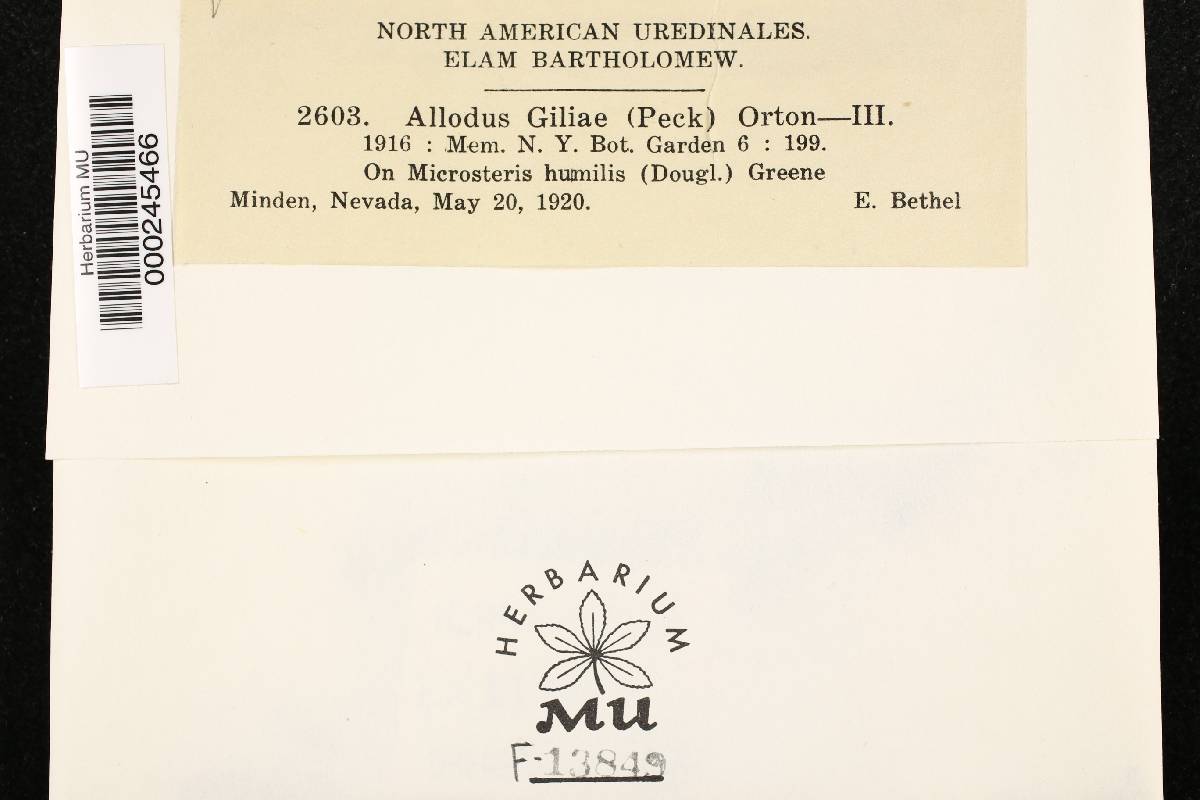 NORTH AMERICAN UREDINALES.
ELAM BARTHOLOMEW.
2603. Allodus Giliae (Peck) Orton—III.
1916 : Mem. N. Y. Bot. Garden 6 : 199.
On Microsteris humilis (Dougl.) Greene
Minden, Nevada, May 20, 1920. E. Bethel
Herbarium MU
000245466
HERBARIUM
MU
F-13849